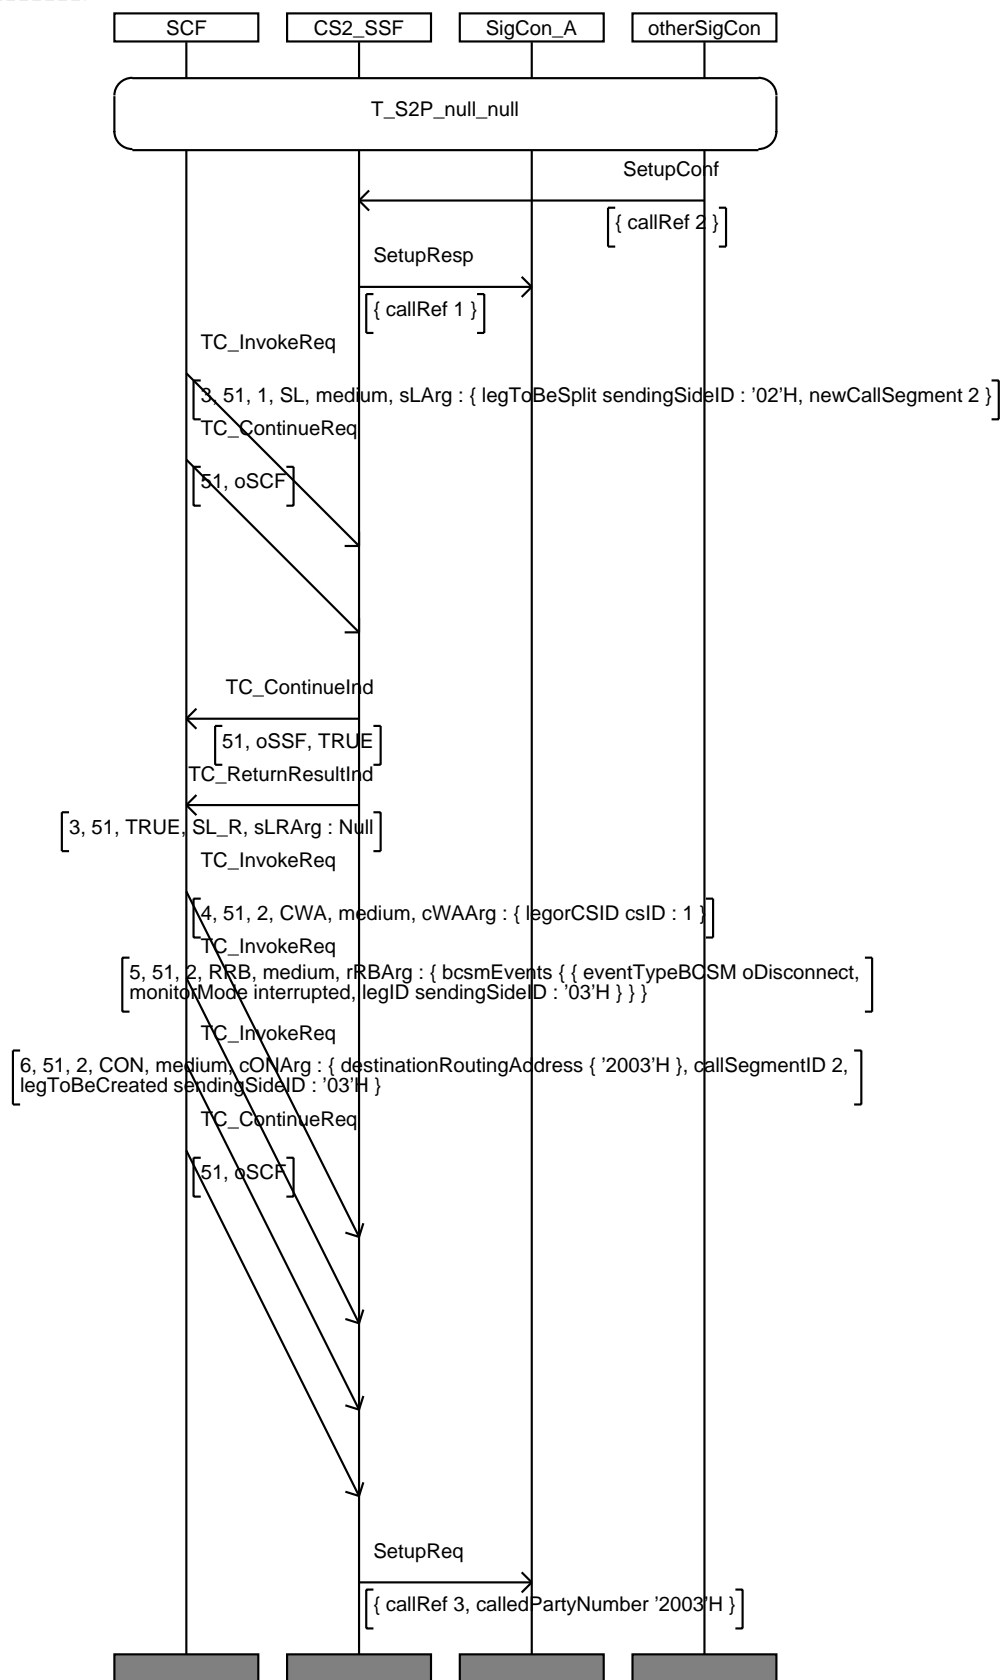 SCF
CS2_SSF
SigCon_A
otherSigCon
T_S2P_null_null
SetupConf
{ callRef 2 }
SetupResp
{ callRef 1 }
TC_InvokeReq
3, 51, 1, SL, medium, sLArg : { legToBeSplit sendingSideID : '02'H, newCallSegment 2 }
TC_ContinueReq
51, oSCF
TC_ContinueInd
51, oSSF, TRUE
TC_ReturnResultInd
3, 51, TRUE, SL_R, sLRArg : Null
TC_InvokeReq
4, 51, 2, CWA, medium, cWAArg : { legorCSID csID : 1 }
TC_InvokeReq
5, 51, 2, RRB, medium, rRBArg : { bcsmEvents { { eventTypeBCSM oDisconnect,
monitorMode interrupted, legID sendingSideID : '03'H } } }
TC_InvokeReq
6, 51, 2, CON, medium, cONArg : { destinationRoutingAddress { '2003'H }, callSegmentID 2,
legToBeCreated sendingSideID : '03'H }
TC_ContinueReq
51, oSCF
SetupReq
{ callRef 3, calledPartyNumber '2003'H }